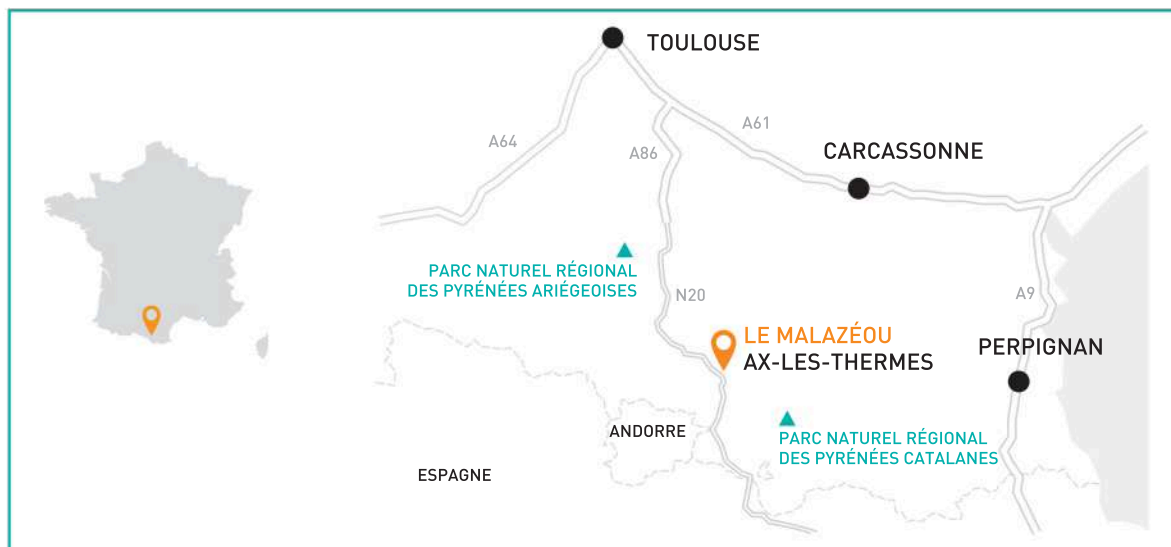 TOULOUSE
A61
A64
A86
CARCASSONNE
PARC NATUREL RÉGIONAL
DES PYRÉNÉES ARIÉGEOISES
N20
A9
LE MALAZÉOU
AX-LES-THERMES
PERPIGNAN
ANDORRE
PARC NATUREL RÉGIONAL
DES PYRÉNÉES CATALANES
ESPAGNE